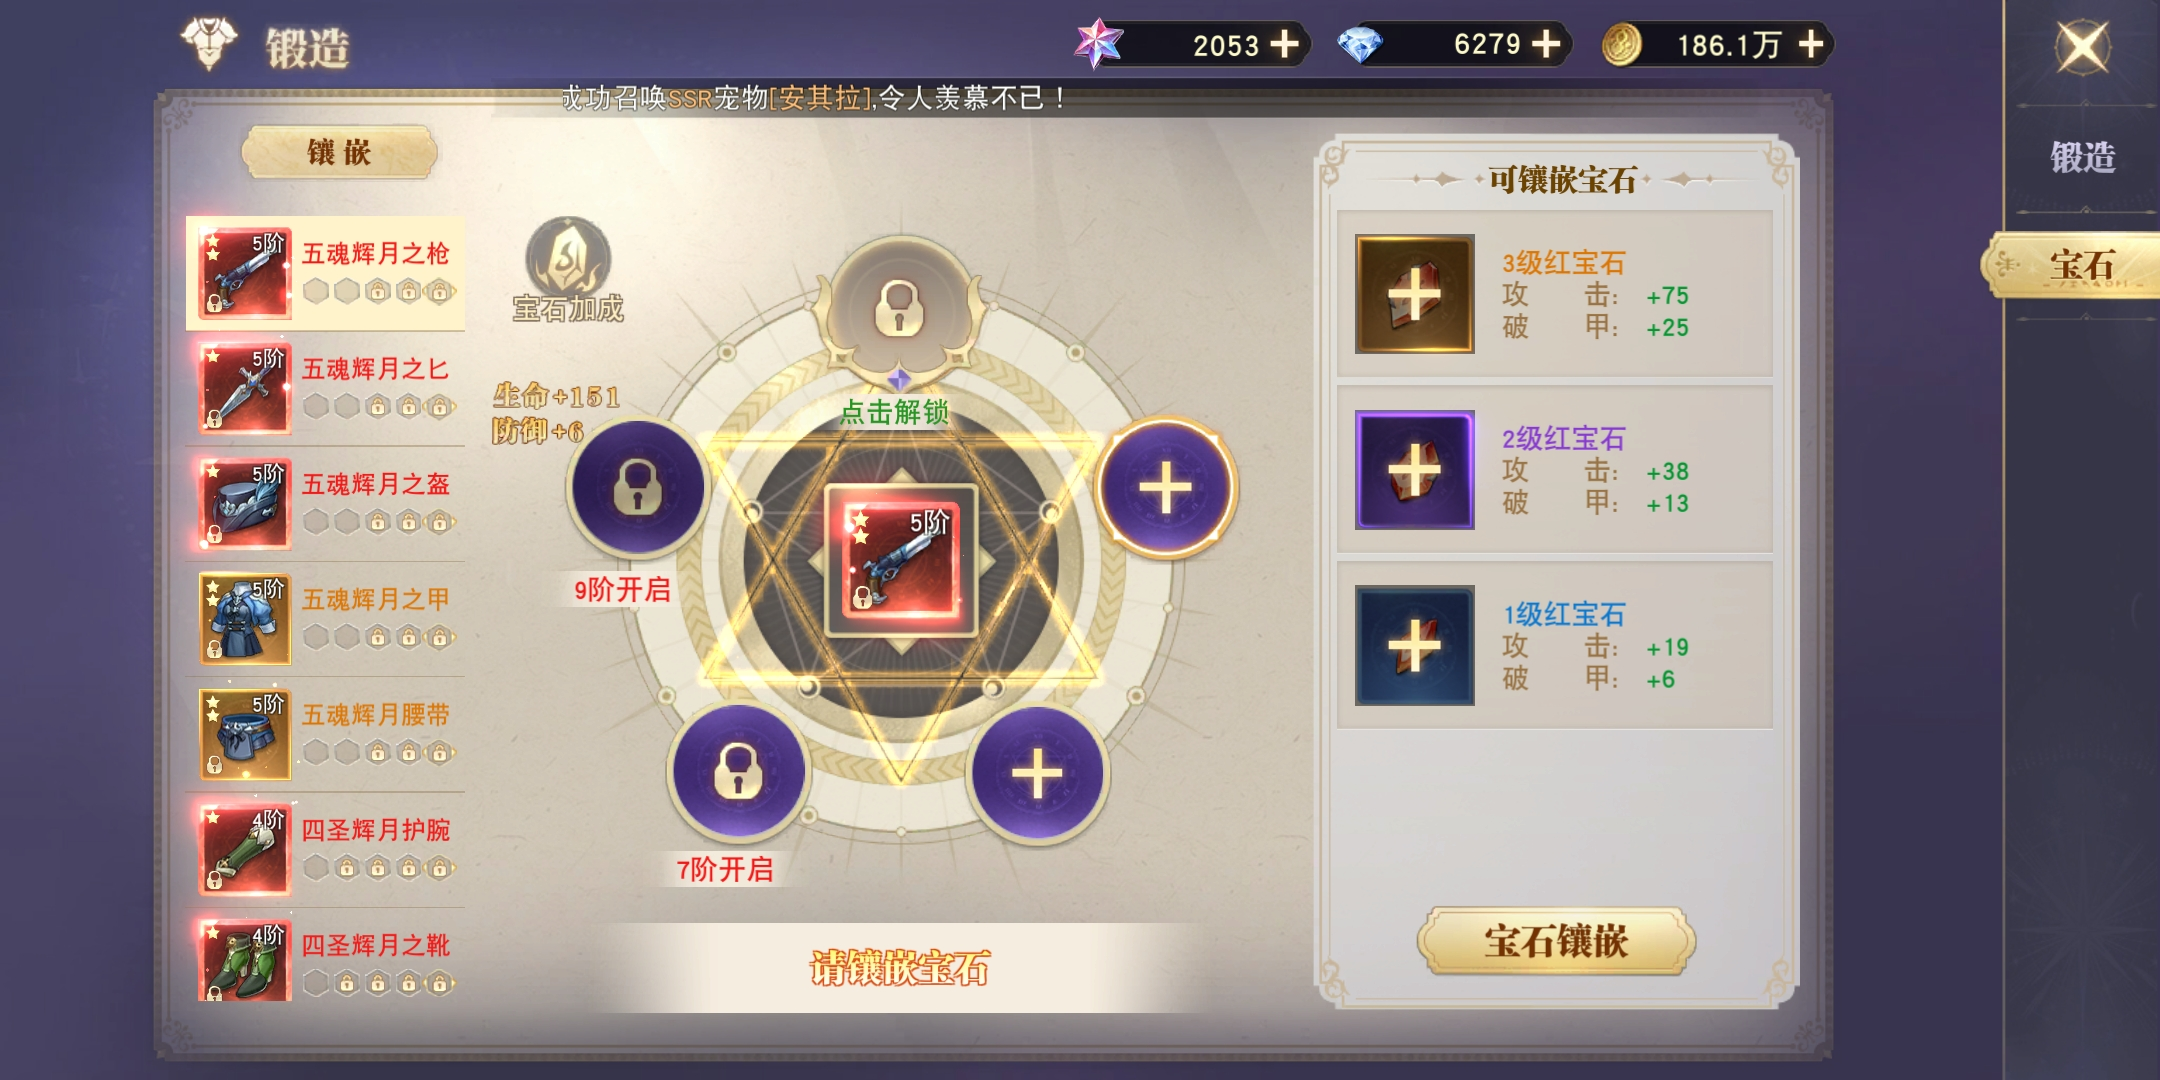 锻造
2053
6279
186.1万
成功召唤SSR宠物[安其拉],令人羡慕不已！
镶嵌
5阶
五魂辉月之枪
5阶
五魂辉月之匕
5阶
五魂辉月之盔
5阶
五魂辉月之甲
5阶
五魂辉月腰带
4阶
四圣辉月护腕
4阶
四圣辉月之靴
宝石加成
生命+151
防御+6
点击解锁
5阶
9阶开启
7阶开启
请镶嵌宝石
可镶嵌宝石
3级红宝石
攻击: +75
破甲: +25
2级红宝石
攻击: +38
破甲: +13
1级红宝石
攻击: +19
破甲: +6
宝石镶嵌
锻造
宝石